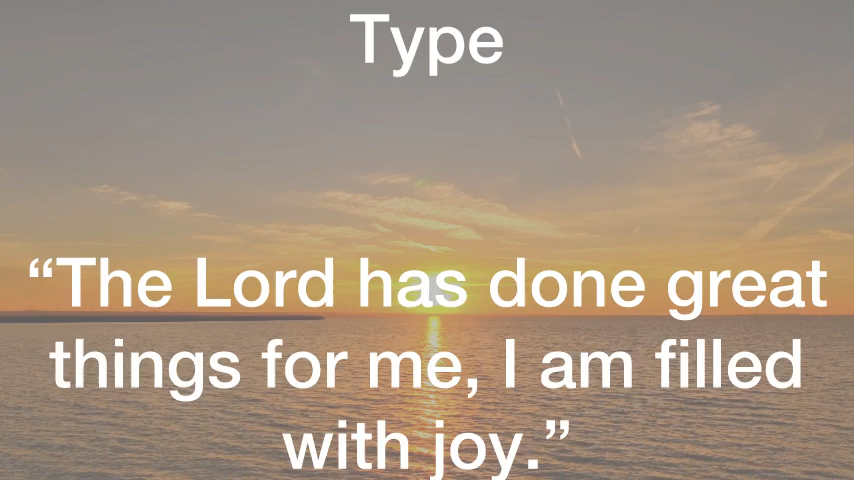 Type
“The Lord has done great
things for me, I am filled
with joy.”